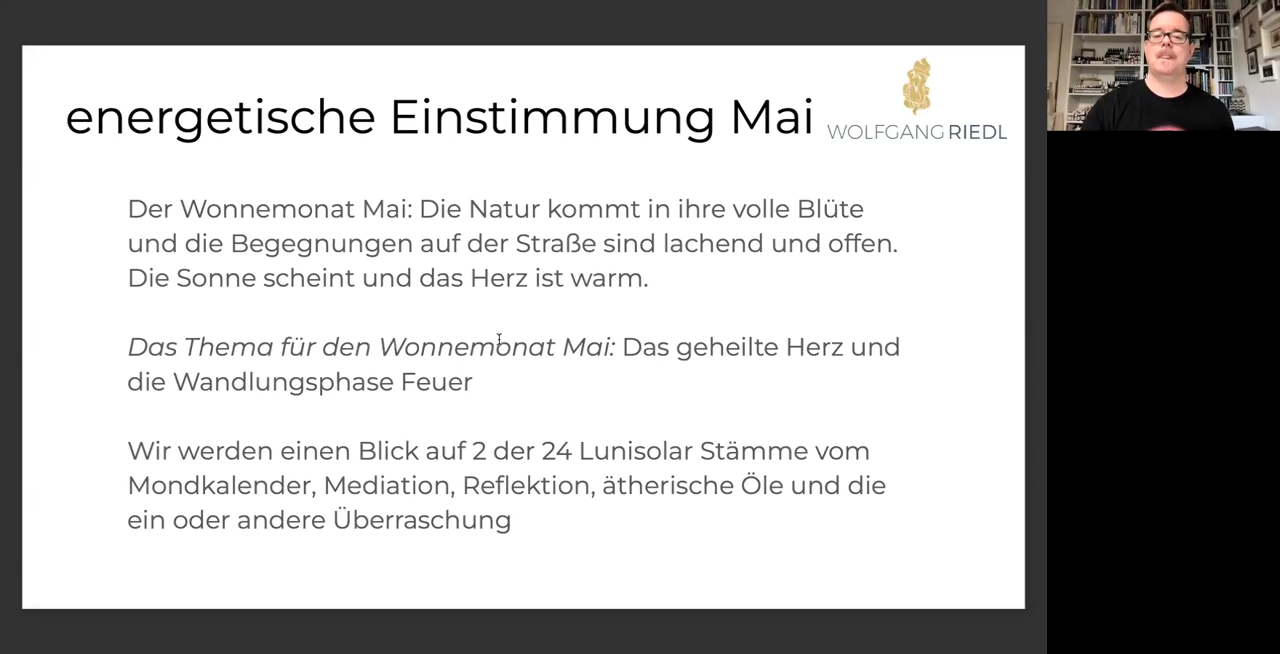 energetische Einstimmung Mai
WOLFGANG RIEDL
Der Wonnemonat Mai: Die Natur kommt in ihre volle Blüte
und die Begegnungen auf der Straße sind lachend und offen.
Die Sonne scheint und das Herz ist warm.
Das Thema für den Wonnemonat Mai: Das geheilte Herz und
die Wandlungsphase Feuer
Wir werden einen Blick auf 2 der 24 Lunisolar Stämme vom
Mondkalender, Mediation, Reflektion, ätherische Öle und die
ein oder andere Überraschung